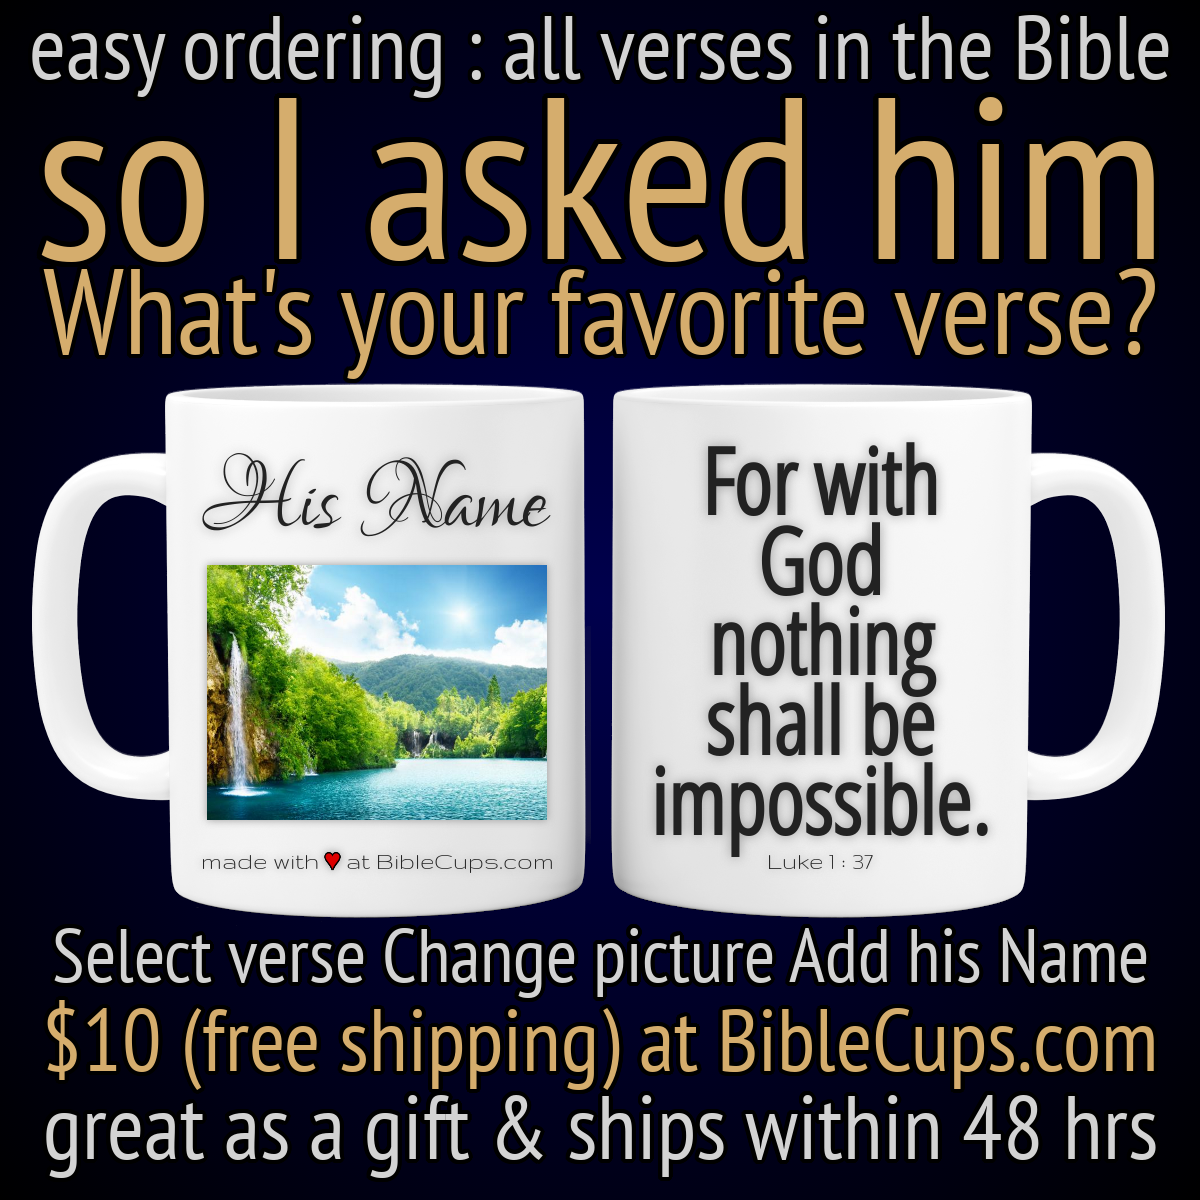 easy ordering : all verses in the Bible
so I asked him
What's your favorite verse?
His Name
made with ♥ at BibleCups.com
For with
God
nothing
shall be
impossible.
Luke 1 : 37
Select verse Change picture Add his Name
$10 (free shipping) at BibleCups.com
great as a gift & ships within 48 hrs